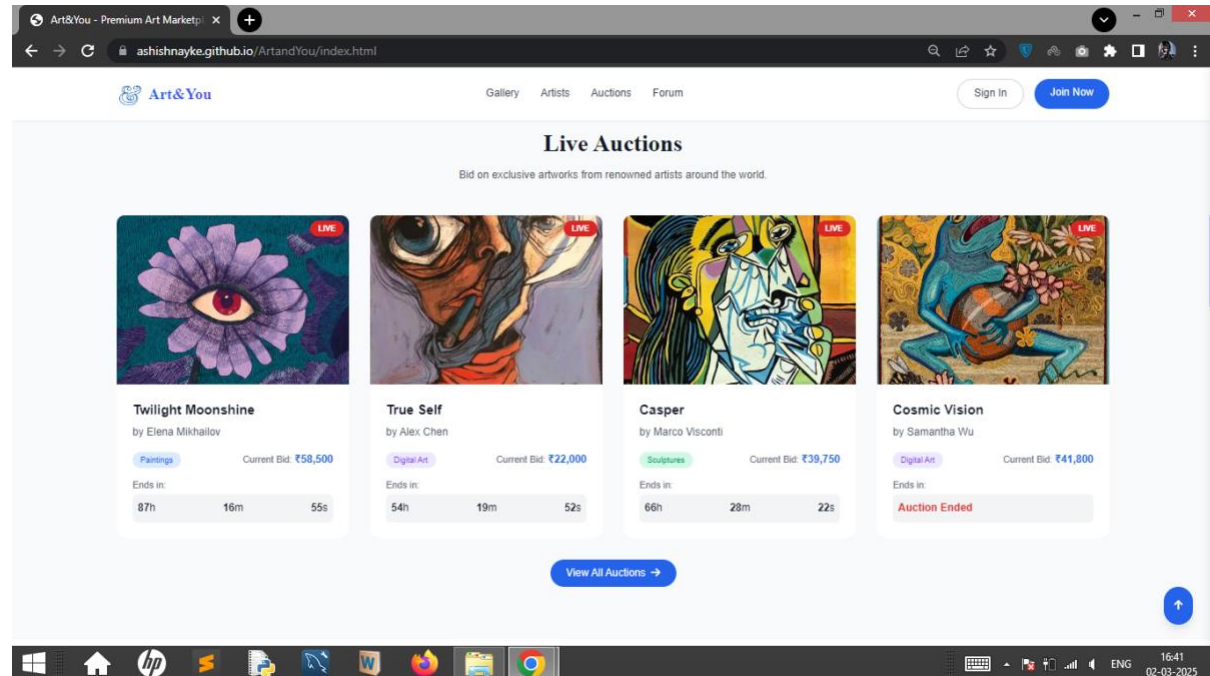 Art&You - Premium Art Marketpl
ashishnayke.github.io/ArtandYou/index.html
Art&You
Gallery Artists Auctions Forum
Sign In
Join Now
Live Auctions
Bid on exclusive artworks from renowned artists around the world.
LIVE
LIVE
LIVE
LIVE
Twilight Moonshine
by Elena Mikhailov
Paintings
Current Bid: ₹58,500
Ends in:
87h 16m 55s
True Self
by Alex Chen
Digital Art
Current Bid: ₹22,000
Ends in:
54h 19m 52s
Casper
by Marco Visconti
Sculptures
Current Bid: ₹39,750
Ends in:
66h 28m 22s
Cosmic Vision
by Samantha Wu
Digital Art
Current Bid: ₹41,800
Ends in:
Auction Ended
View All Auctions →
hp
W
ENG
16:41
02-03-2025